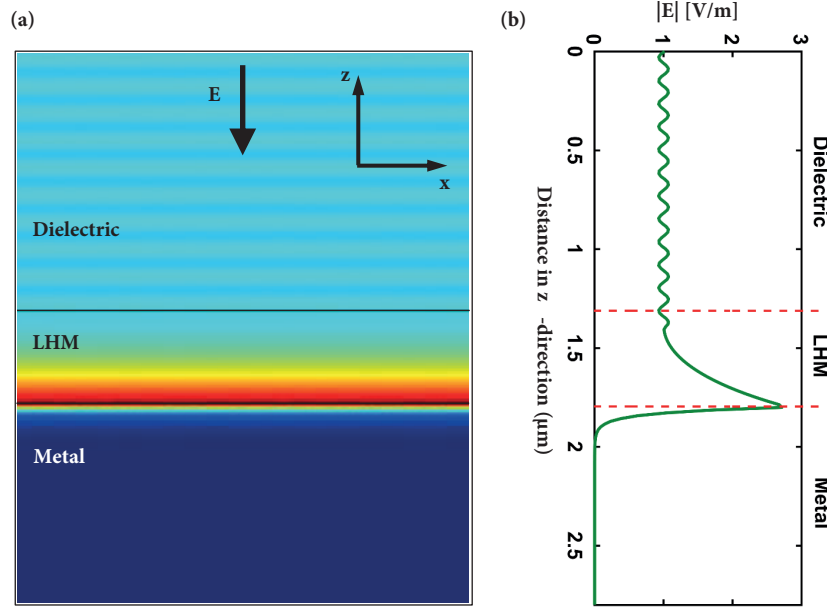 (a)
E
z
x
Dielectric
LHM
Metal
(b)
|E| [V/m]
0 1 2 3
0
0.5
1
1.5
2
2.5
Distance in z -direction (μm)
Dielectric
LHM
Metal